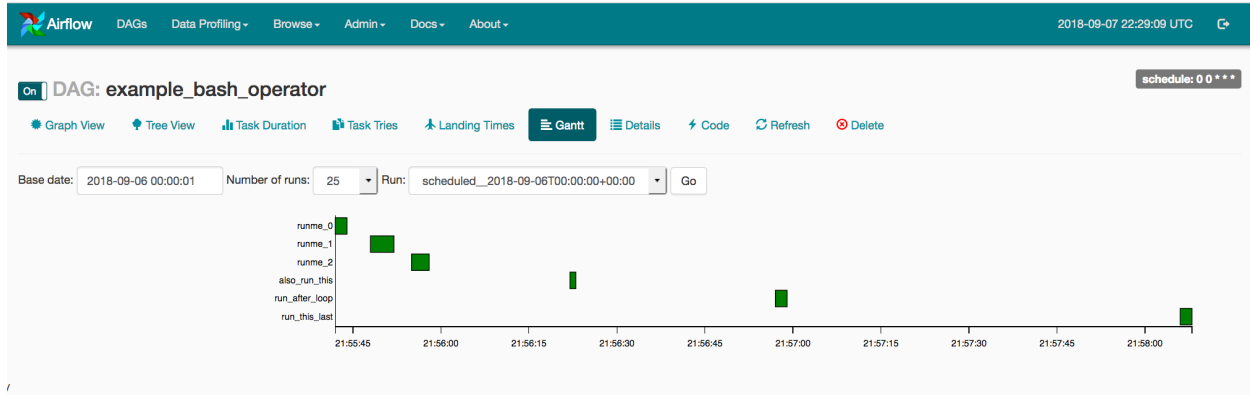 Airflow DAGs Data Profiling Browse Admin Docs About 2018-09-07 22:29:09 UTC
schedule: 0 0 * * *
On DAG: example_bash_operator
Graph View Tree View Task Duration Task Tries Landing Times Gantt Details Code Refresh Delete
Base date: 2018-09-06 00:00:01 Number of runs: 25 Run: scheduled__2018-09-06T00:00:00+00:00 Go
runme_0
runme_1
runme_2
also_run_this
run_after_loop
run_this_last
21:55:45 21:56:00 21:56:15 21:56:30 21:56:45 21:57:00 21:57:15 21:57:30 21:57:45 21:58:00
/